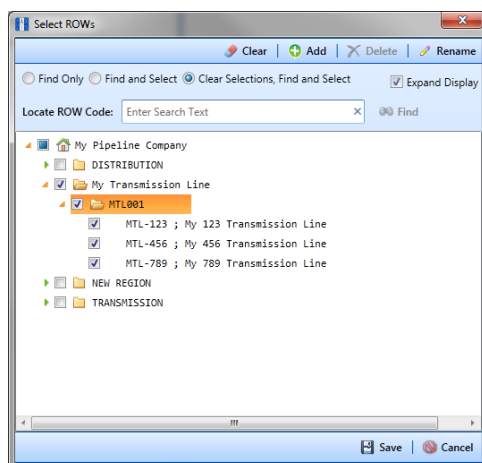 Select ROWs
Clear | Add | Delete | Rename
Find Only Find and Select Clear Selections, Find and Select Expand Display
Locate ROW Code: Enter Search Text Find
My Pipeline Company
DISTRIBUTION
My Transmission Line
MTL001
MTL-123 ; My 123 Transmission Line
MTL-456 ; My 456 Transmission Line
MTL-789 ; My 789 Transmission Line
NEW REGION
TRANSMISSION
Save | Cancel